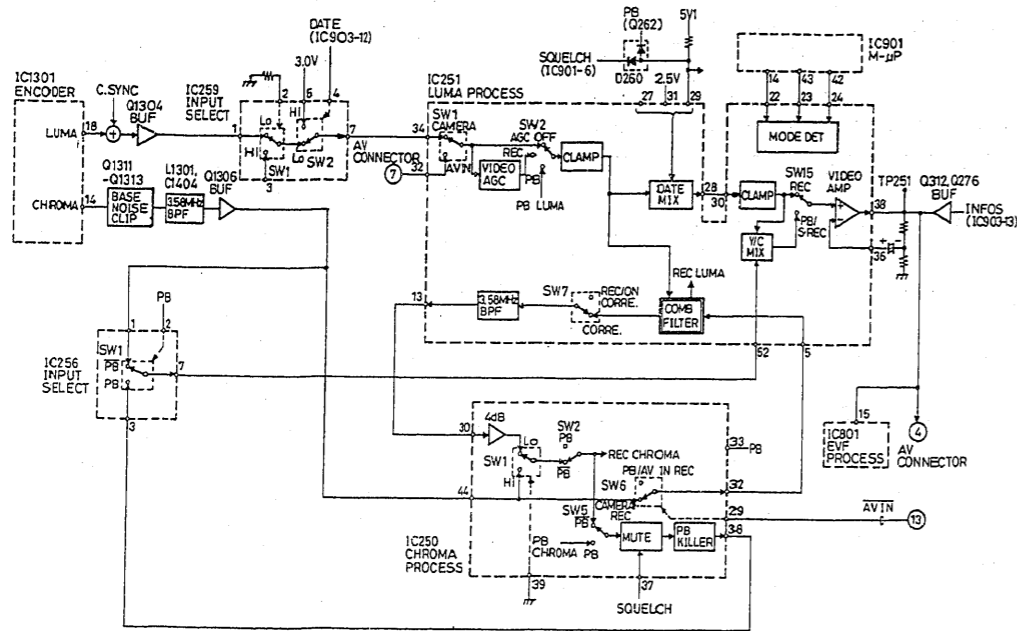 IC1301
ENCODER
C.SYNC
Q1304
BUF
LUMA
18
Q1311
-Q1313
L1301,
C1404
Q1306
BUF
CHROMA
14
BASE
NOISE
CLIP
3.58MHz
BPF
DATE
(IC903-12)
3.0V
IC259
INPUT
SELECT
2
5
4
Lo
Hi
SW1
Hi
Lo
SW2
1
3
7
AV
CONNECTOR
7
IC251
LUMA PROCESS
34
32
SW1
CAMERA
AVIN
VIDEO
AGC
SW2
AGC OFF
REC
PB
PB LUMA
CLAMP
DATE
MIX
PB
(Q262)
SQUELCH
(IC901-6)
D260
5V1
2.5V
27
31
29
IC901
M-μP
14
43
42
22
23
24
MODE DET
28
30
CLAMP
SW15
REC
PB/
S-REC
Y/C
MIX
VIDEO
AMP
38
36
TP251
Q312,Q276
BUF
INFOS
(IC903-13)
+
-
+
-
13
3.58MHz
BPF
SW7
REC/ON
CORRE.
CORRE.
REC LUMA
COMB
FILTER
52
5
1
2
PB
IC256
INPUT
SELECT
SW1
PB
PB
7
3
15
IC801
EVF
PROCESS
4
AV
CONNECTOR
30
4dB
SW1
Lo
Hi
SW2
PB
PB
REC CHROMA
33
PB
44
PB/AV IN REC
SW6
CAMERA
REC
32
29
AVIN
13
38
SW5
PB
PB
CHROMA
PB
MUTE
PB
KILLER
IC250
CHROMA
PROCESS
39
37
SQUELCH